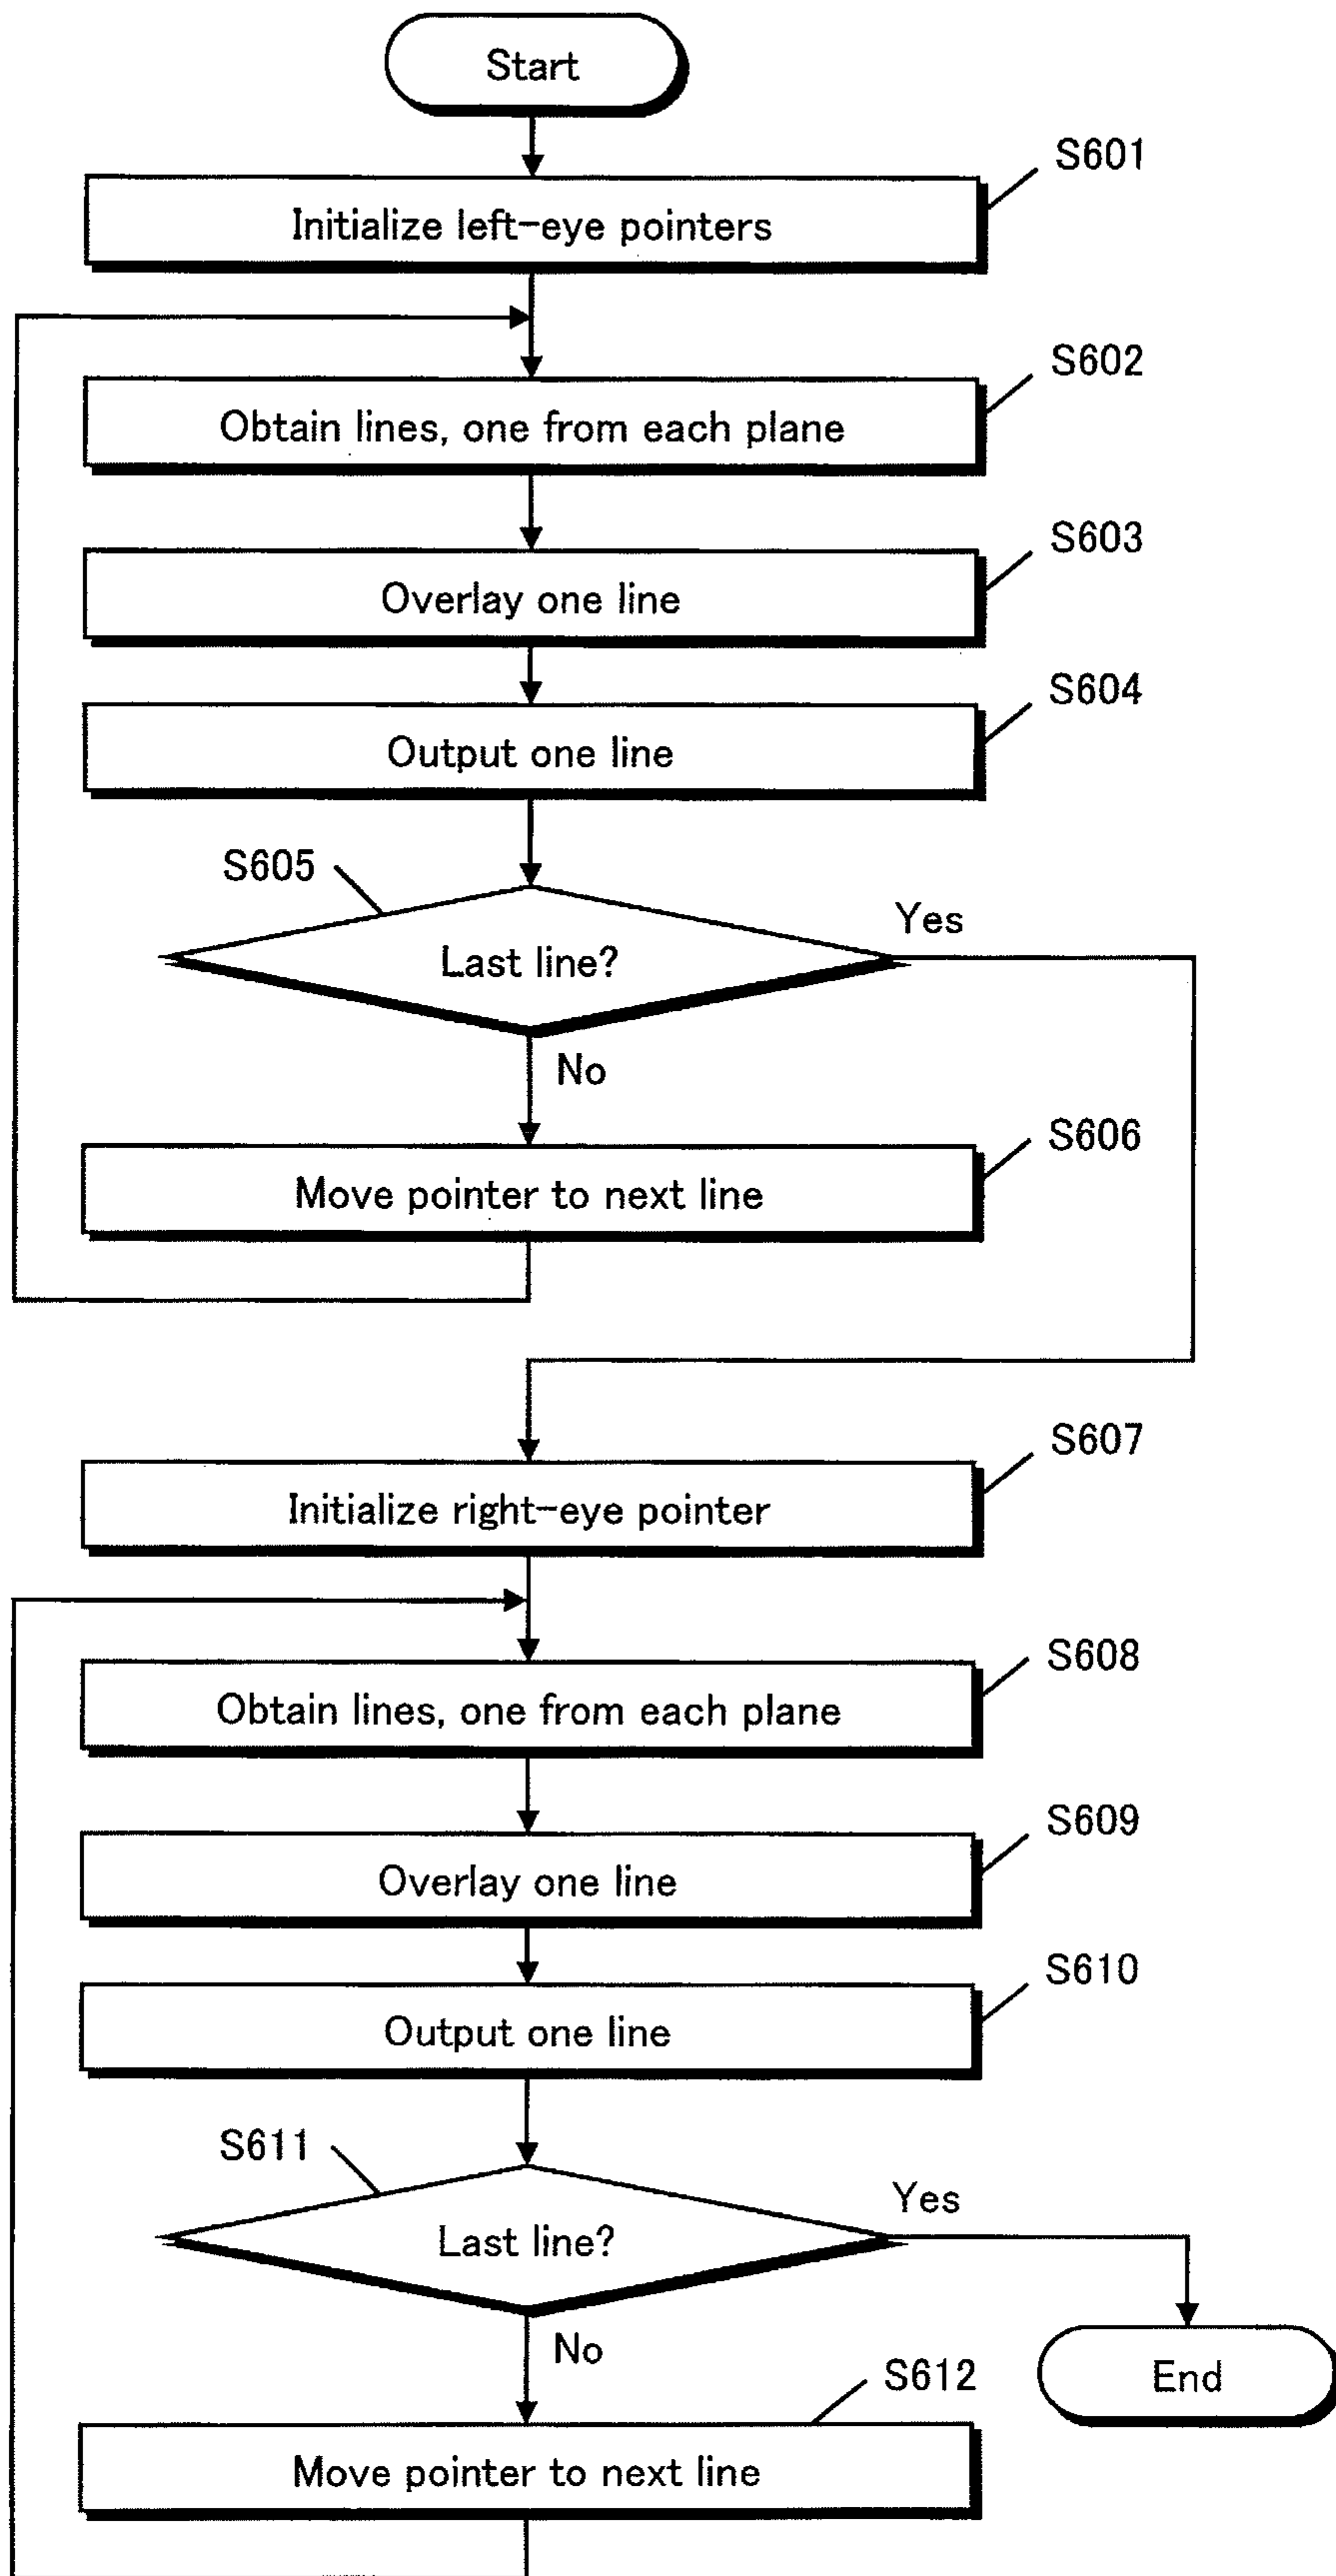 Start
S601
Initialize left-eye pointers
S602
Obtain lines, one from each plane
S603
Overlay one line
S604
Output one line
S605
Last line?
Yes
No
S606
Move pointer to next line
S607
Initialize right-eye pointer
S608
Obtain lines, one from each plane
S609
Overlay one line
S610
Output one line
S611
Last line?
Yes
No
S612
End
Move pointer to next line